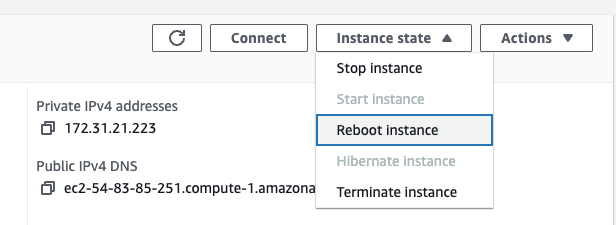 Connect
Instance state
Actions
Stop instance
Start instance
Reboot instance
Hibernate instance
Terminate instance
Private IPv4 addresses
172.31.21.223
Public IPv4 DNS
ec2-54-83-85-251.compute-1.amazona